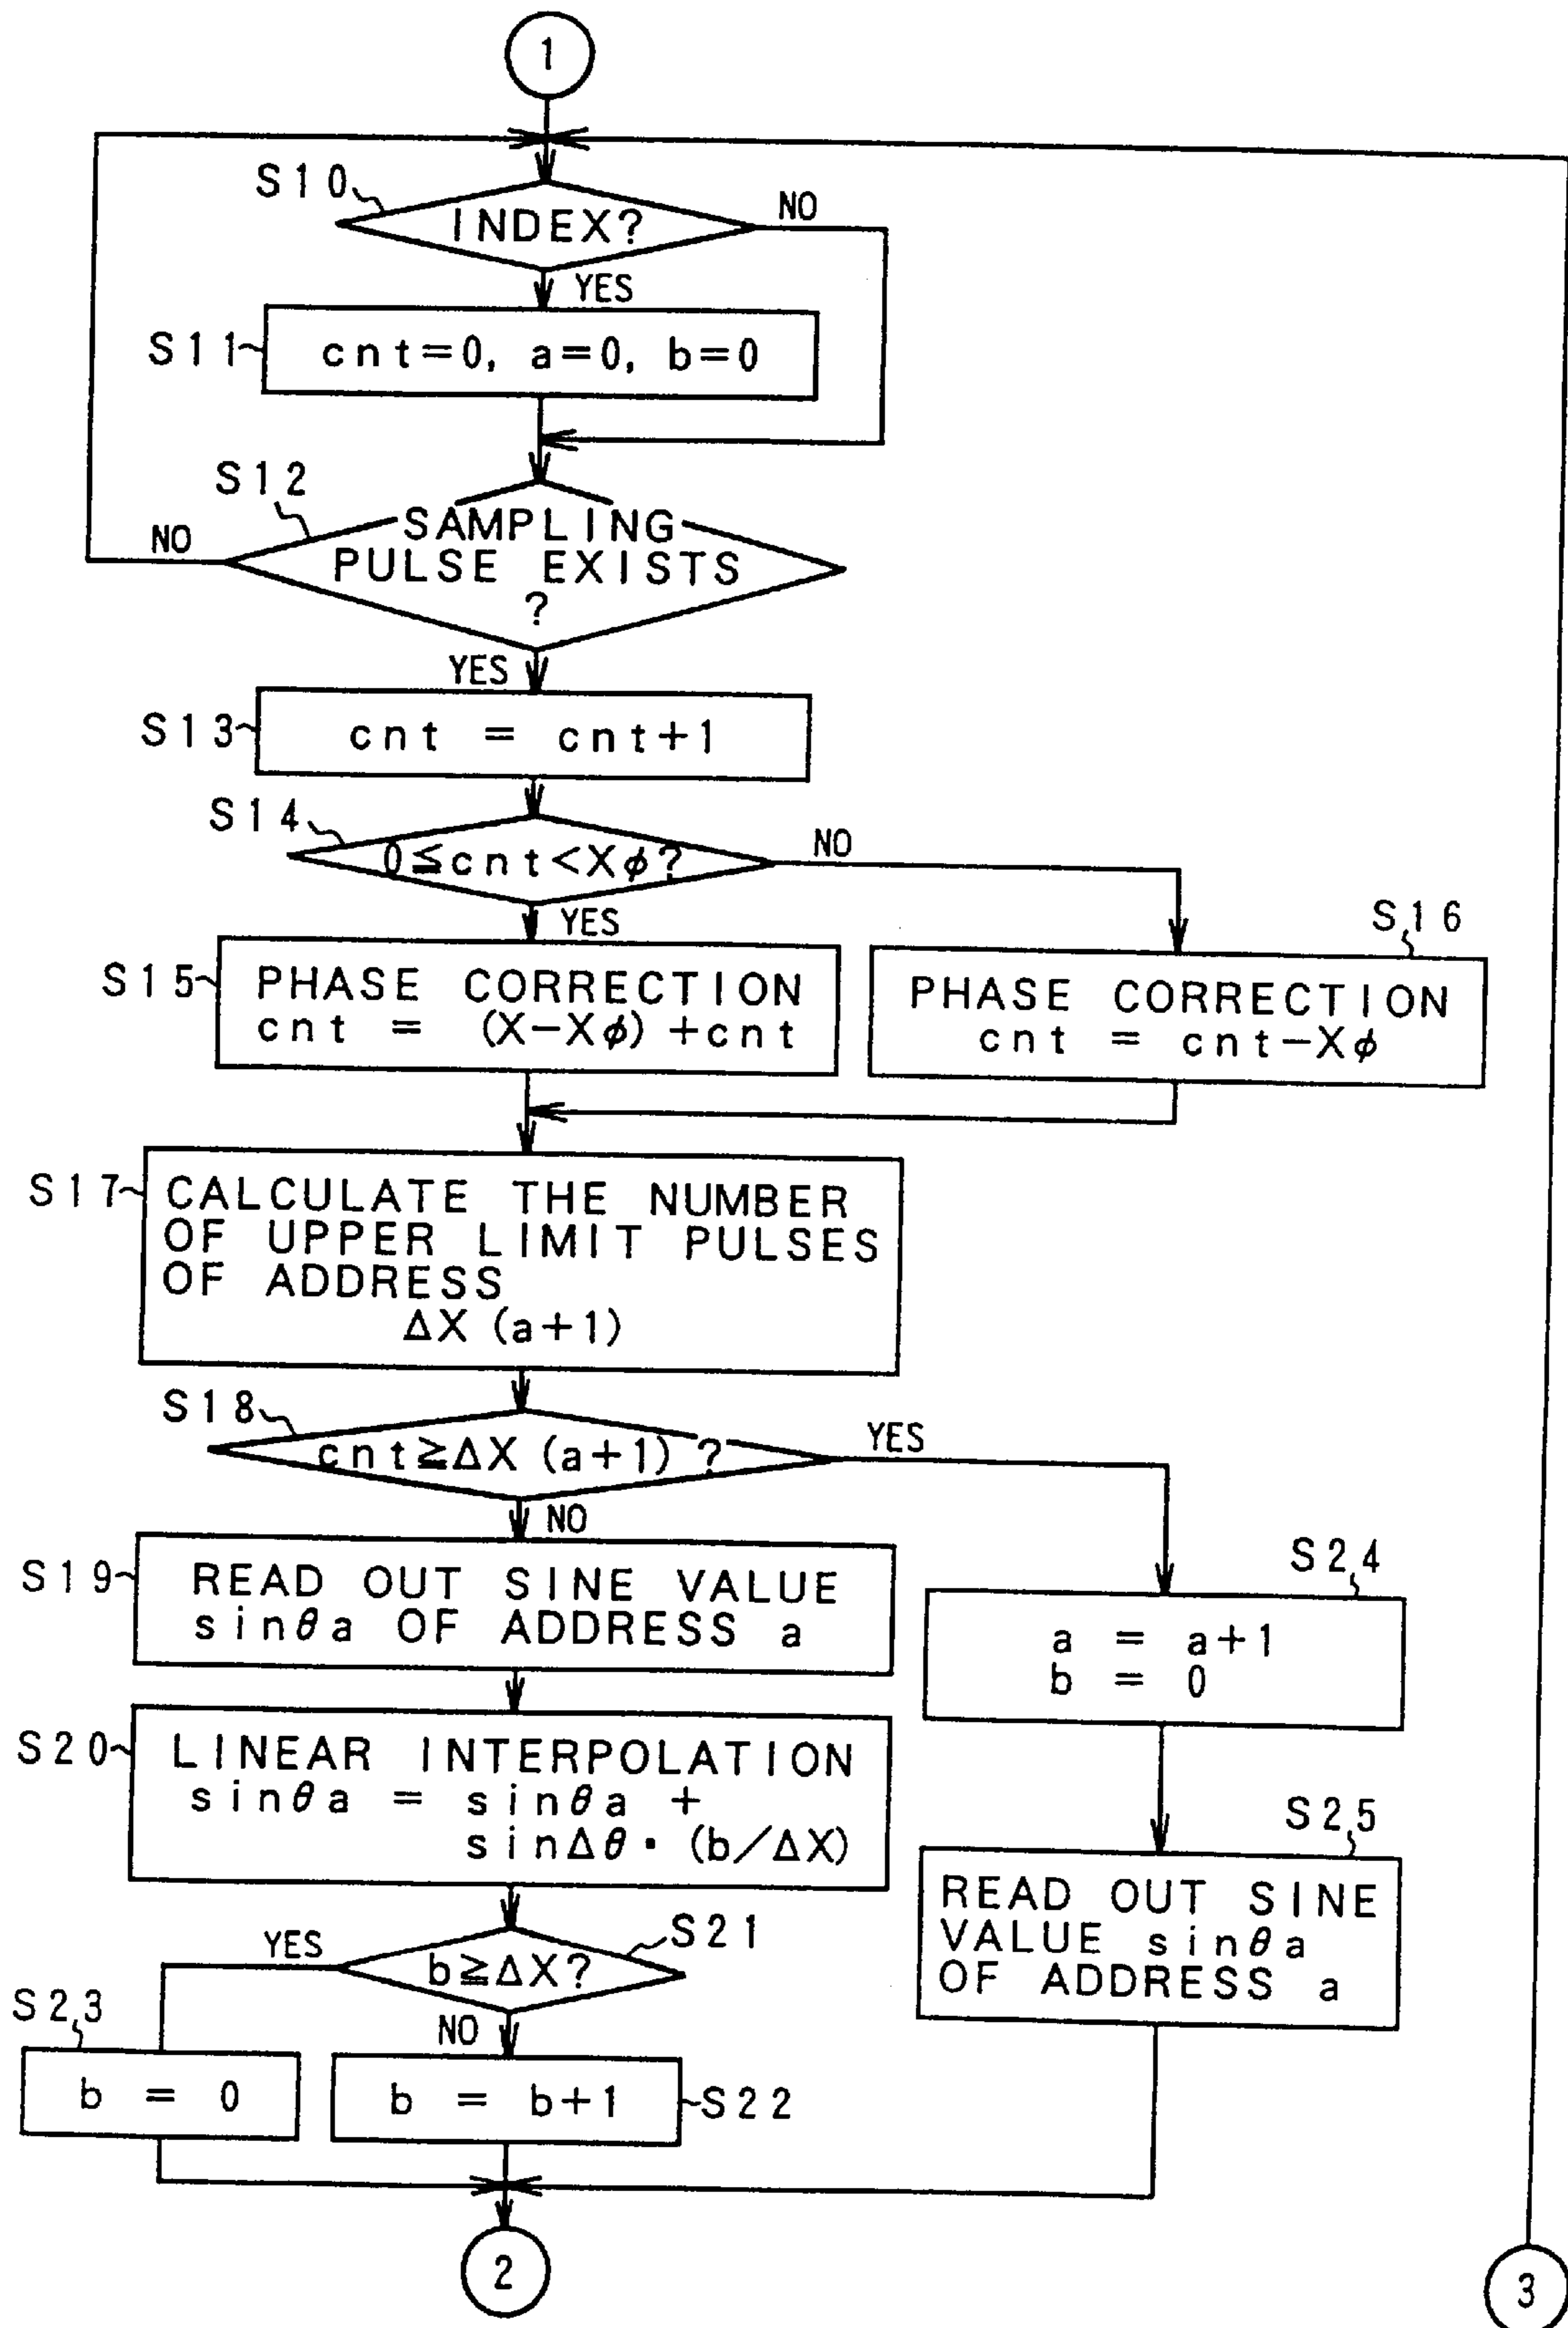 1
S10
INDEX?
NO
YES
S11
cnt=0, a=0, b=0
S12
NO
SAMPLING
PULSE EXISTS
?
YES
S13
cnt = cnt+1
S14
0≦cnt<Xϕ?
NO
YES
S15
PHASE CORRECTION
cnt = (X-Xϕ)+cnt
S16
PHASE CORRECTION
cnt = cnt-Xϕ
S17
CALCULATE THE NUMBER
OF UPPER LIMIT PULSES
OF ADDRESS
ΔX (a+1)
S18
cnt≧ΔX (a+1) ?
YES
NO
S19
READ OUT SINE VALUE
sinθa OF ADDRESS a
S24
a = a+1
b = 0
S20
LINEAR INTERPOLATION
sinθa = sinθa +
sinΔθ・(b/ΔX)
S25
READ OUT SINE
VALUE sinθa
OF ADDRESS a
S21
YES
b≧ΔX?
NO
S23
b = 0
b = b+1
S22
2
3